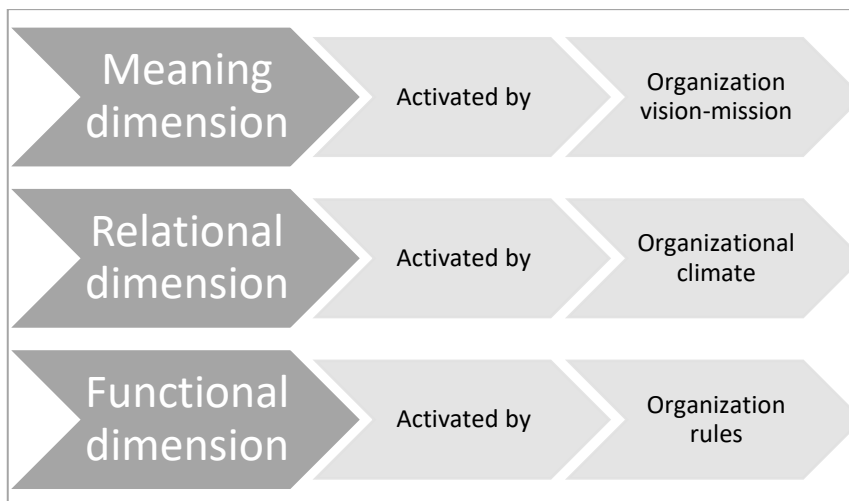 Meaning
dimension
Activated by
Organization
vision-mission
Relational
dimension
Activated by
Organizational
climate
Functional
dimension
Activated by
Organization
rules